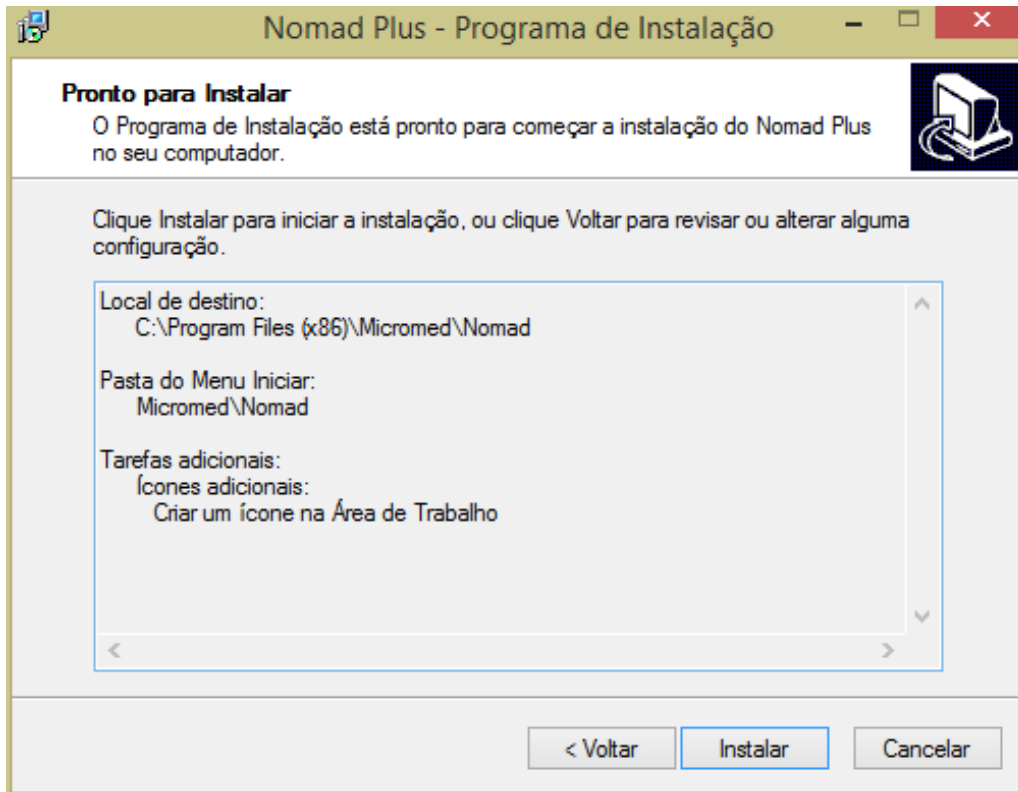 Nomad Plus - Programa de Instalação
Pronto para Instalar
O Programa de Instalação está pronto para começar a instalação do Nomad Plus
no seu computador.
Clique Instalar para iniciar a instalação, ou clique Voltar para revisar ou alterar alguma
configuração.
Local de destino:
C:\Program Files (x86)\Micromed\Nomad
Pasta do Menu Iniciar:
Micromed\Nomad
Tarefas adicionais:
Ícones adicionais:
Criar um ícone na Área de Trabalho
< Voltar
Instalar
Cancelar